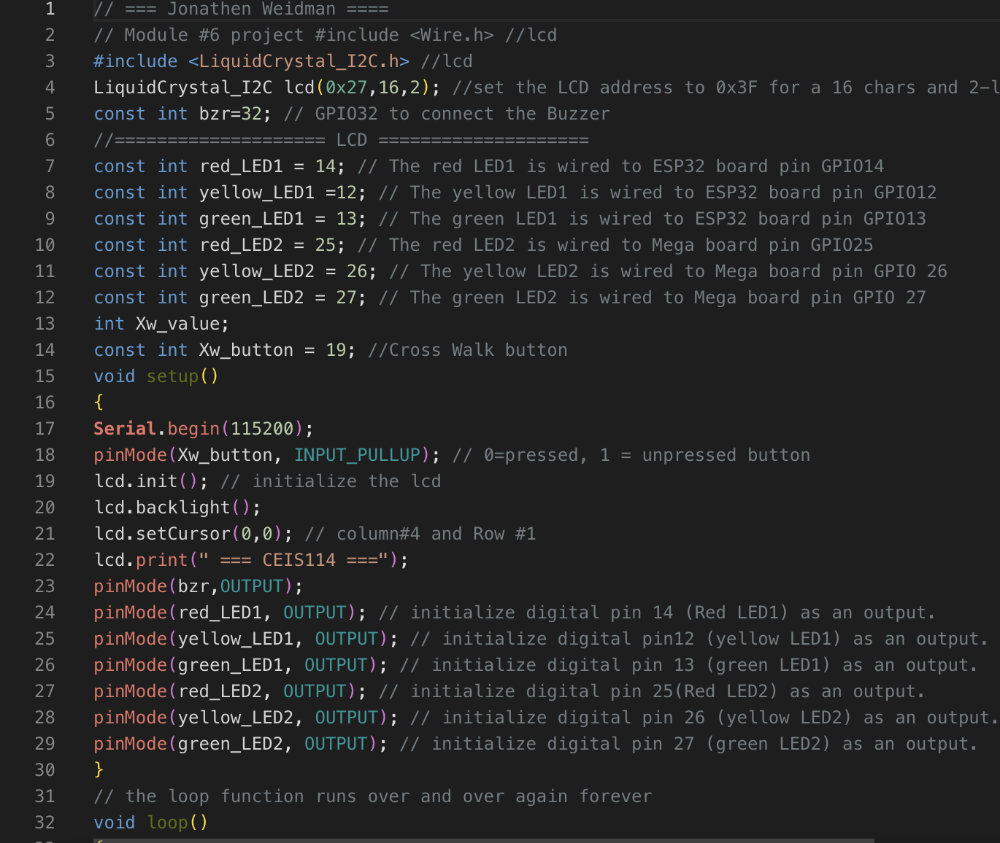 1 // === Jonathen Weidman ====
2 // Module #6 project #include <Wire.h> //lcd
3 #include <LiquidCrystal_I2C.h> //lcd
4 LiquidCrystal_I2C lcd(0x27,16,2); //set the LCD address to 0x3F for a 16 chars and 2-l
5 const int bzr=32; // GPIO32 to connect the Buzzer
6 //==================== LCD ====================
7 const int red_LED1 = 14; // The red LED1 is wired to ESP32 board pin GPIO14
8 const int yellow_LED1 =12; // The yellow LED1 is wired to ESP32 board pin GPIO12
9 const int green_LED1 = 13; // The green LED1 is wired to ESP32 board pin GPIO13
10 const int red_LED2 = 25; // The red LED2 is wired to Mega board pin GPIO25
11 const int yellow_LED2 = 26; // The yellow LED2 is wired to Mega board pin GPIO 26
12 const int green_LED2 = 27; // The green LED2 is wired to Mega board pin GPIO 27
13 int Xw_value;
14 const int Xw_button = 19; //Cross Walk button
15 void setup()
16 {
17 Serial.begin(115200);
18 pinMode(Xw_button, INPUT_PULLUP); // 0=pressed, 1 = unpressed button
19 lcd.init(); // initialize the lcd
20 lcd.backlight();
21 lcd.setCursor(0,0); // column#4 and Row #1
22 lcd.print(" === CEIS114 ===");
23 pinMode(bzr,OUTPUT);
24 pinMode(red_LED1, OUTPUT); // initialize digital pin 14 (Red LED1) as an output.
25 pinMode(yellow_LED1, OUTPUT); // initialize digital pin12 (yellow LED1) as an output.
26 pinMode(green_LED1, OUTPUT); // initialize digital pin 13 (green LED1) as an output.
27 pinMode(red_LED2, OUTPUT); // initialize digital pin 25(Red LED2) as an output.
28 pinMode(yellow_LED2, OUTPUT); // initialize digital pin 26 (yellow LED2) as an output.
29 pinMode(green_LED2, OUTPUT); // initialize digital pin 27 (green LED2) as an output.
30 }
31 // the loop function runs over and over again forever
32 void loop()